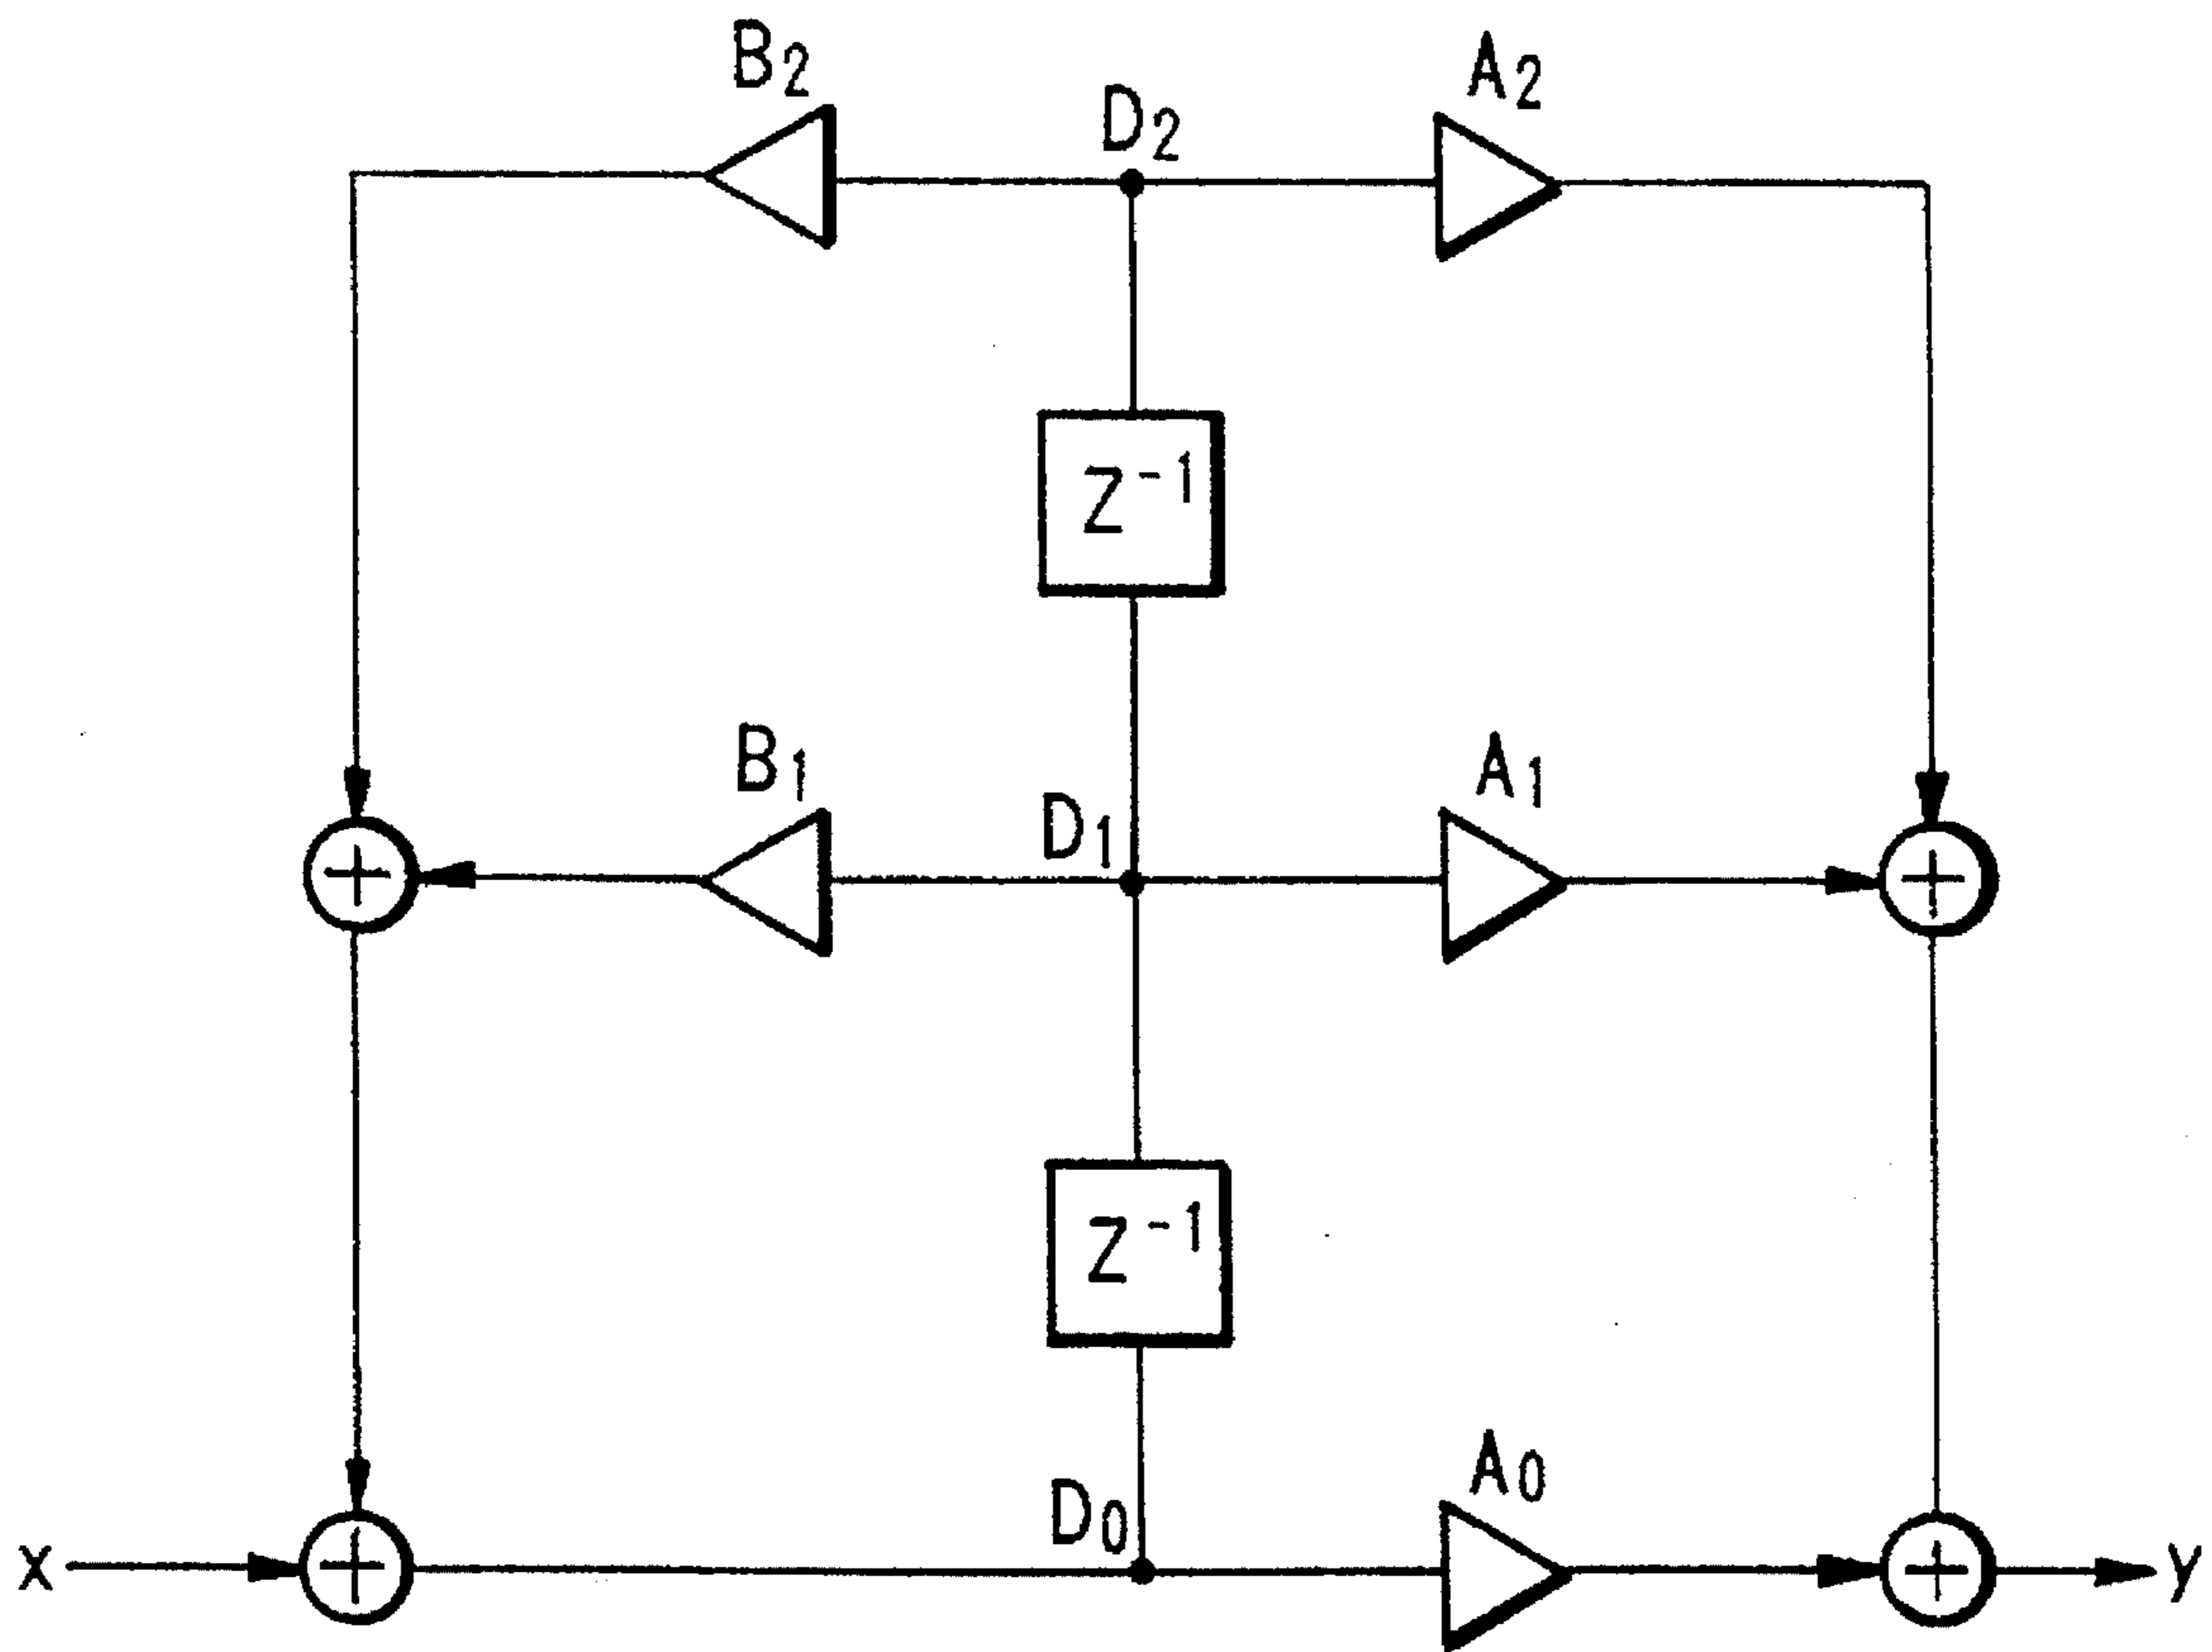 B₂
D₂
A₂
Z⁻¹
B₁
D₁
A₁
Z⁻¹
D₀
A₀
x
y